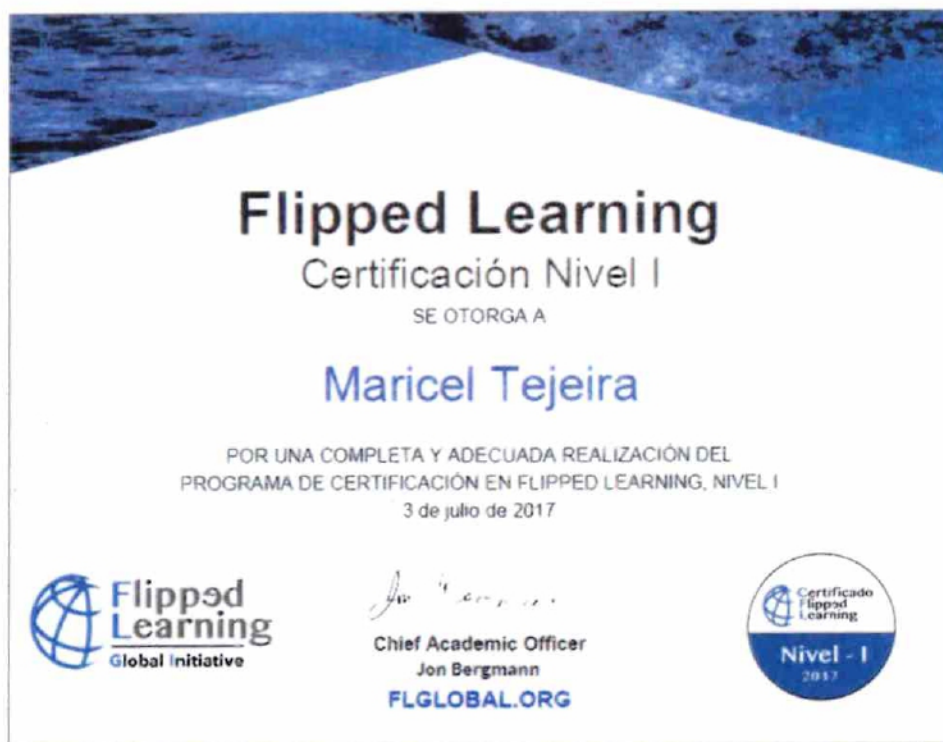 Flipped Learning
Certificación Nivel I
SE OTORGA A
Maricel Tejeira
POR UNA COMPLETA Y ADECUADA REALIZACIÓN DEL
PROGRAMA DE CERTIFICACIÓN EN FLIPPED LEARNING, NIVEL I
3 de julio de 2017
Flipped
Learning
Global Initiative
Chief Academic Officer
Jon Bergmann
FLGLOBAL.ORG
Certificado
Flipped
Learning
Nivel - I
2017